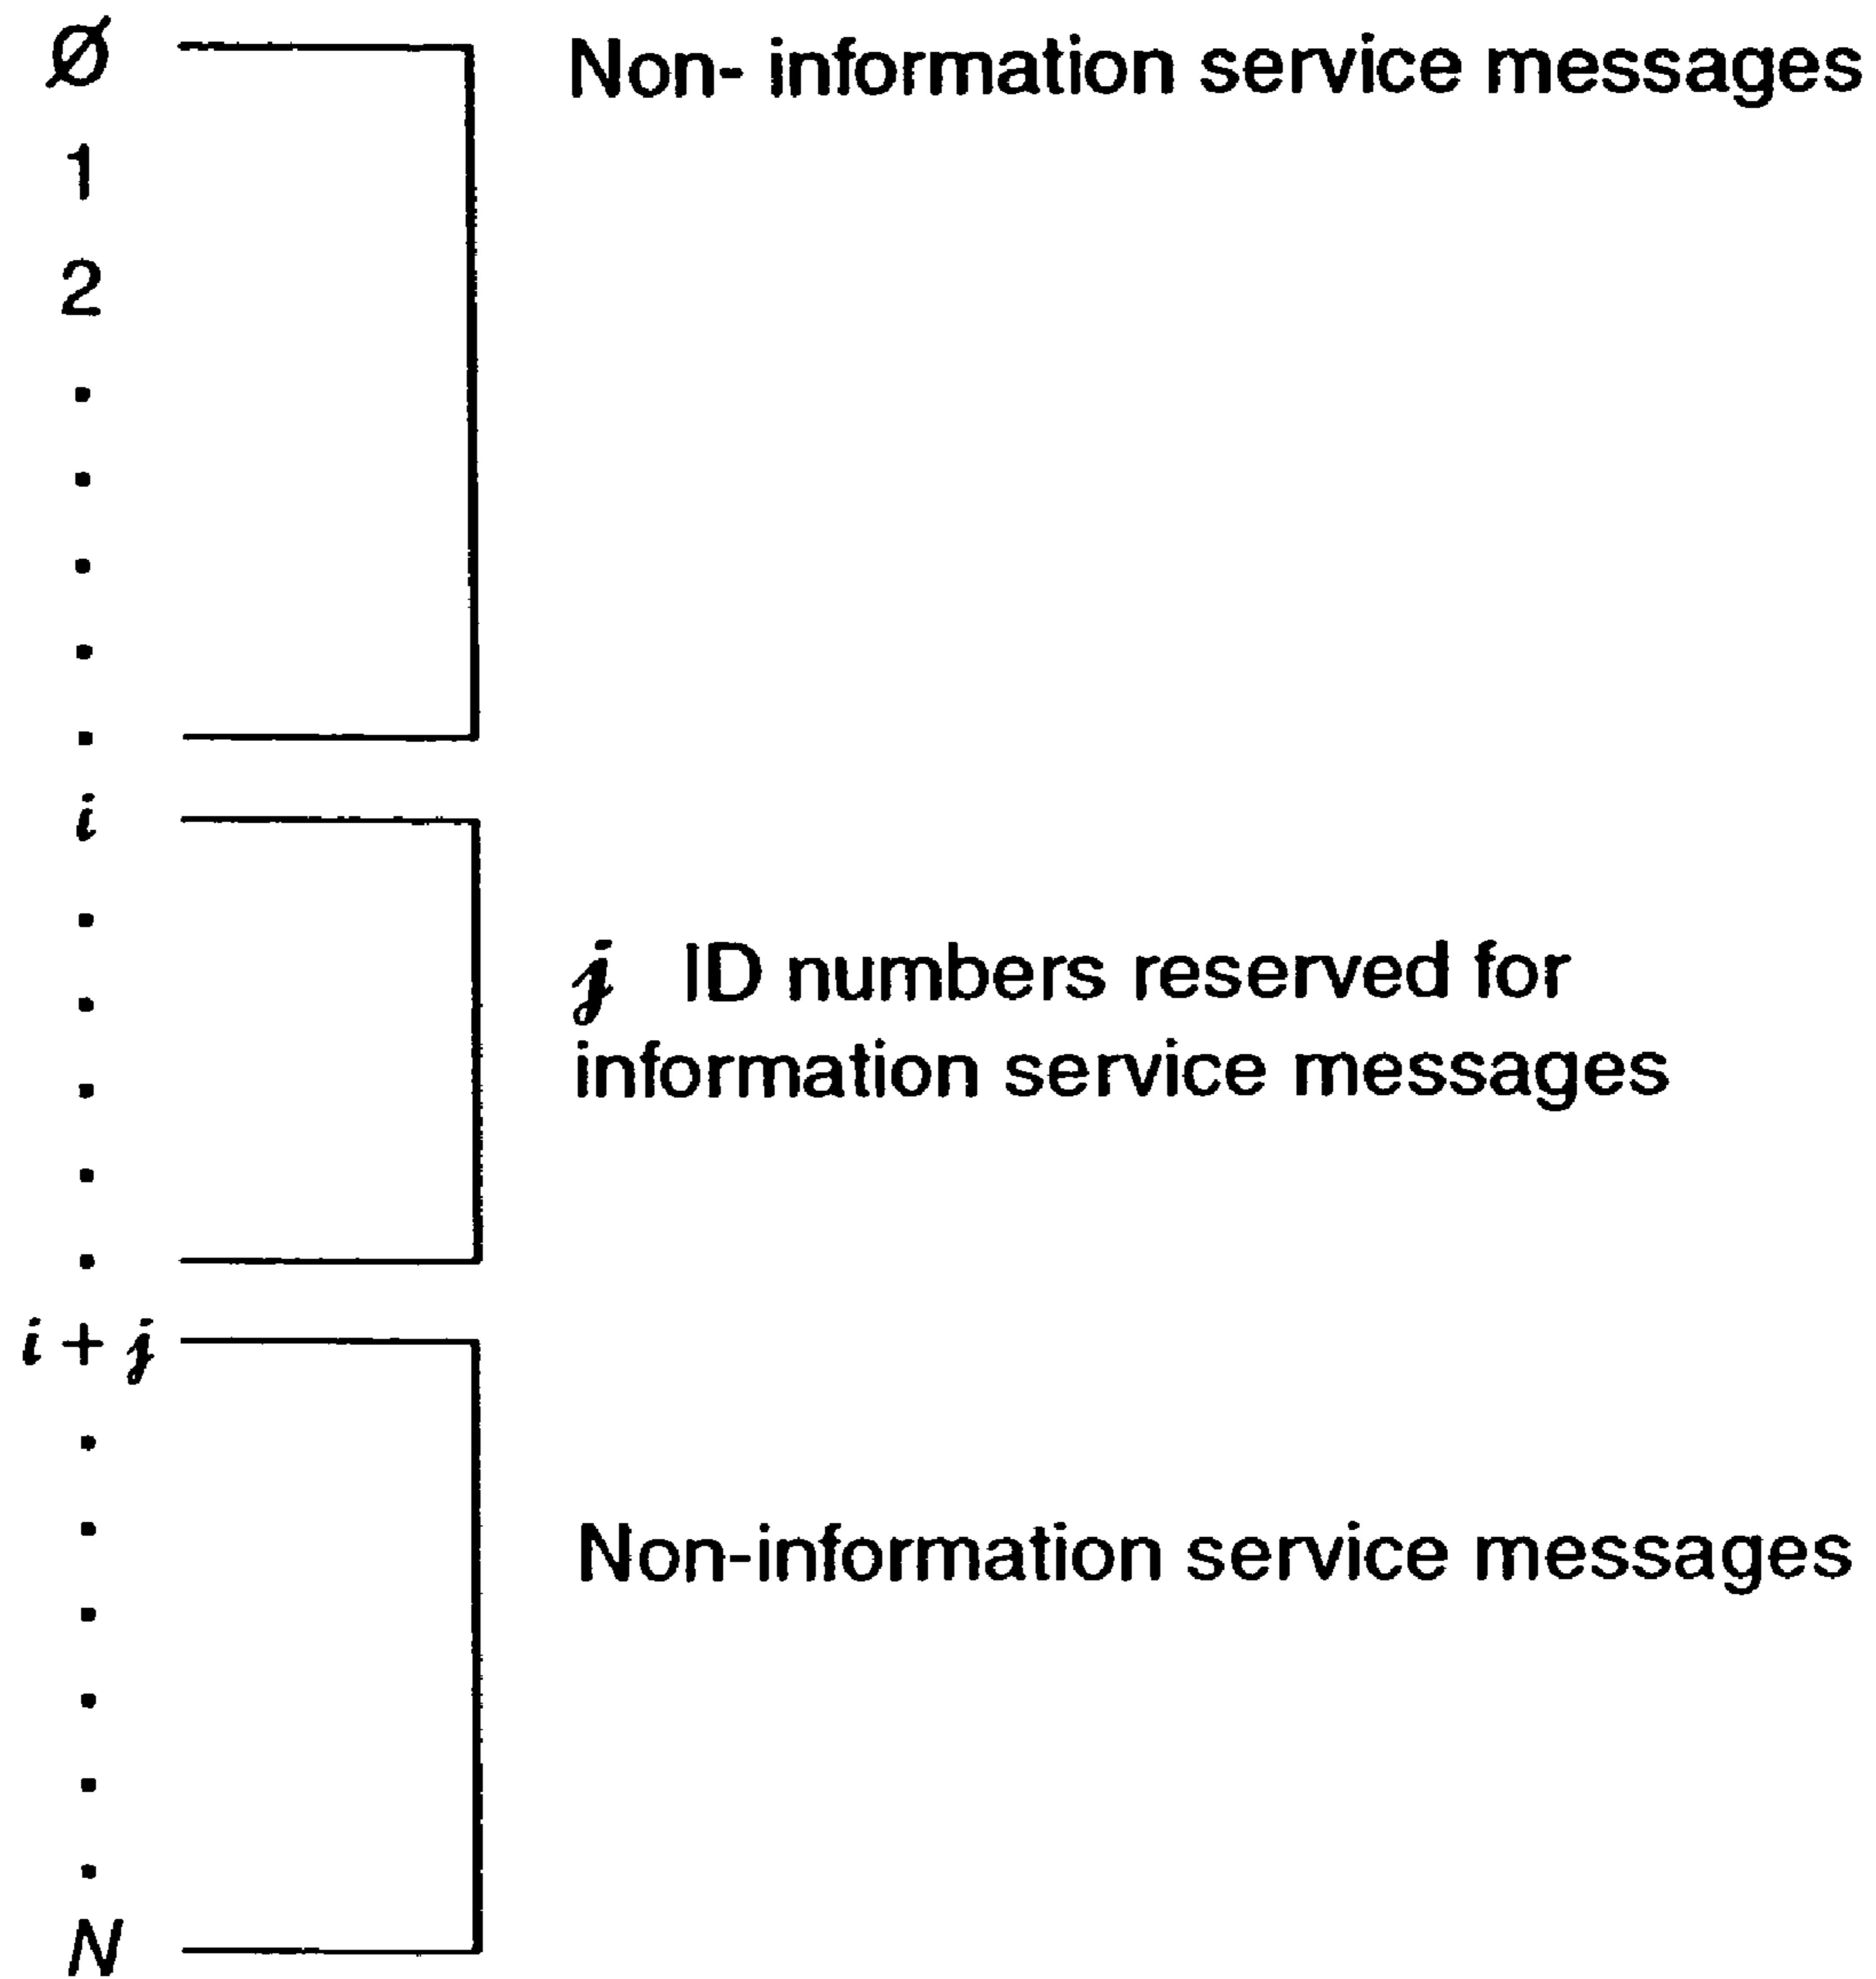 Ø Non- information service messages
1
2
.
.
.
.
.
i
.
.
j ID numbers reserved for
information service messages
.
.
.
i + j
.
.
Non-information service messages
.
.
.
.
N